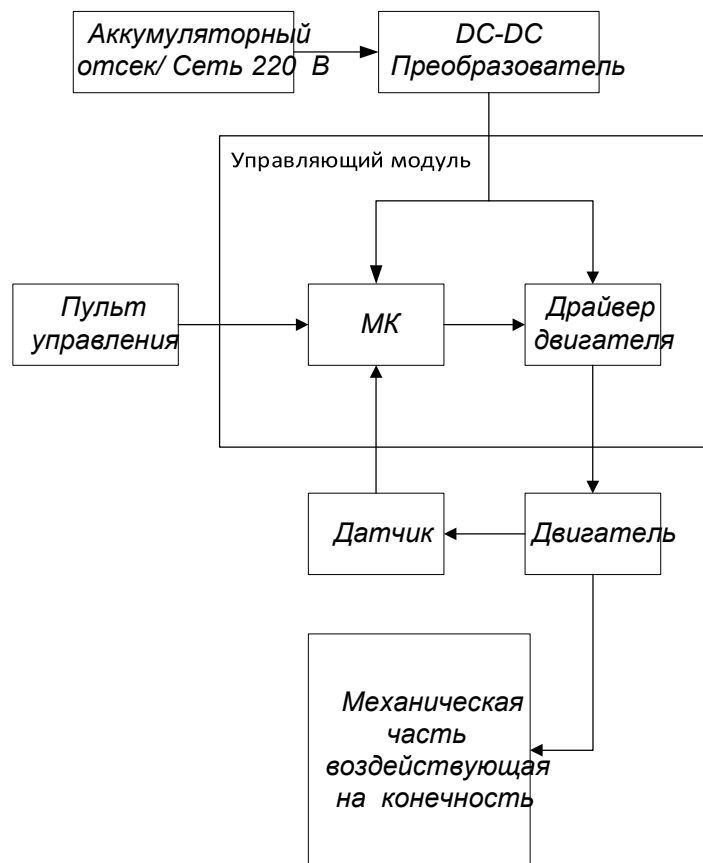 Аккумуляторный
отсек/ Сеть 220 В
DC-DC
Преобразователь
Управляющий модуль
Пульт
управления
МК
Драйвер
двигателя
Датчик
Двигатель
Механическая
часть
воздействующая
на конечность